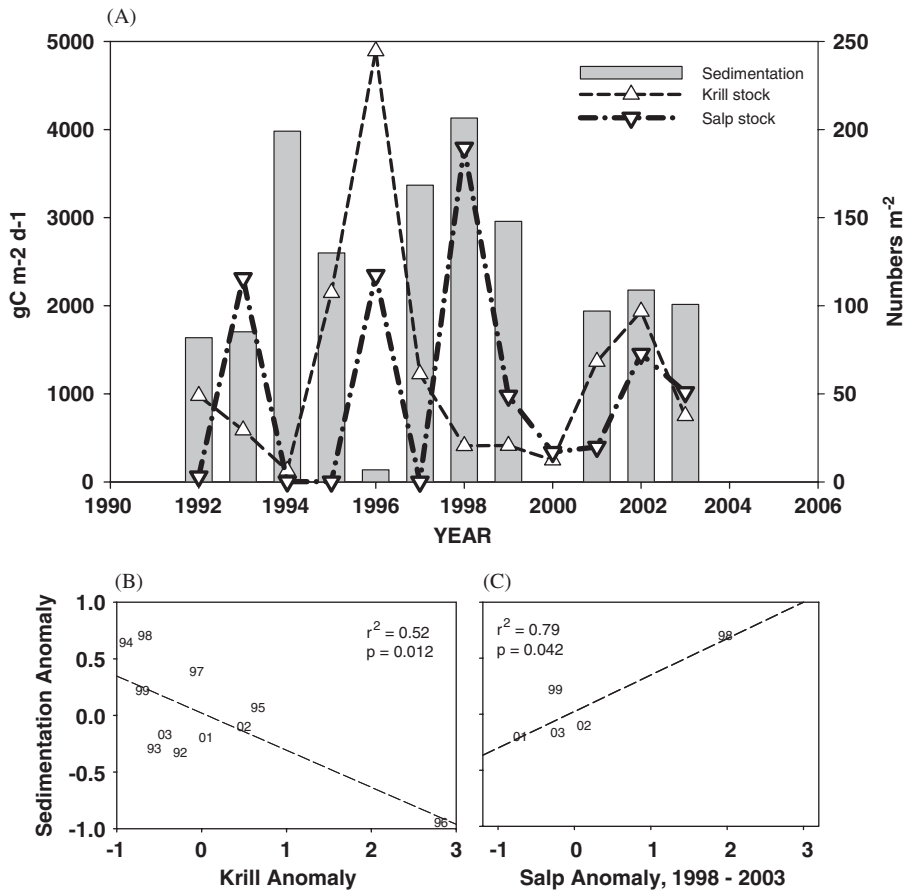 (A)
5000 250
Sedimentation
Krill stock
Salp stock
4000 200
3000 150
gC m-2 d-1
Numbers m⁻²
2000 100
1000 50
0 0
1990 1992 1994 1996 1998 2000 2002 2004 2006
YEAR
(B)
Sedimentation Anomaly
1.0
0.5
0.0
-0.5
-1.0
r² = 0.52
p = 0.012
94 98
97
99
95
02
03 01
93 92
96
-1 0 1 2 3
Krill Anomaly
(C)
r² = 0.79
p = 0.042
98
99
02
01 03
-1 0 1 2 3
Salp Anomaly, 1998 - 2003